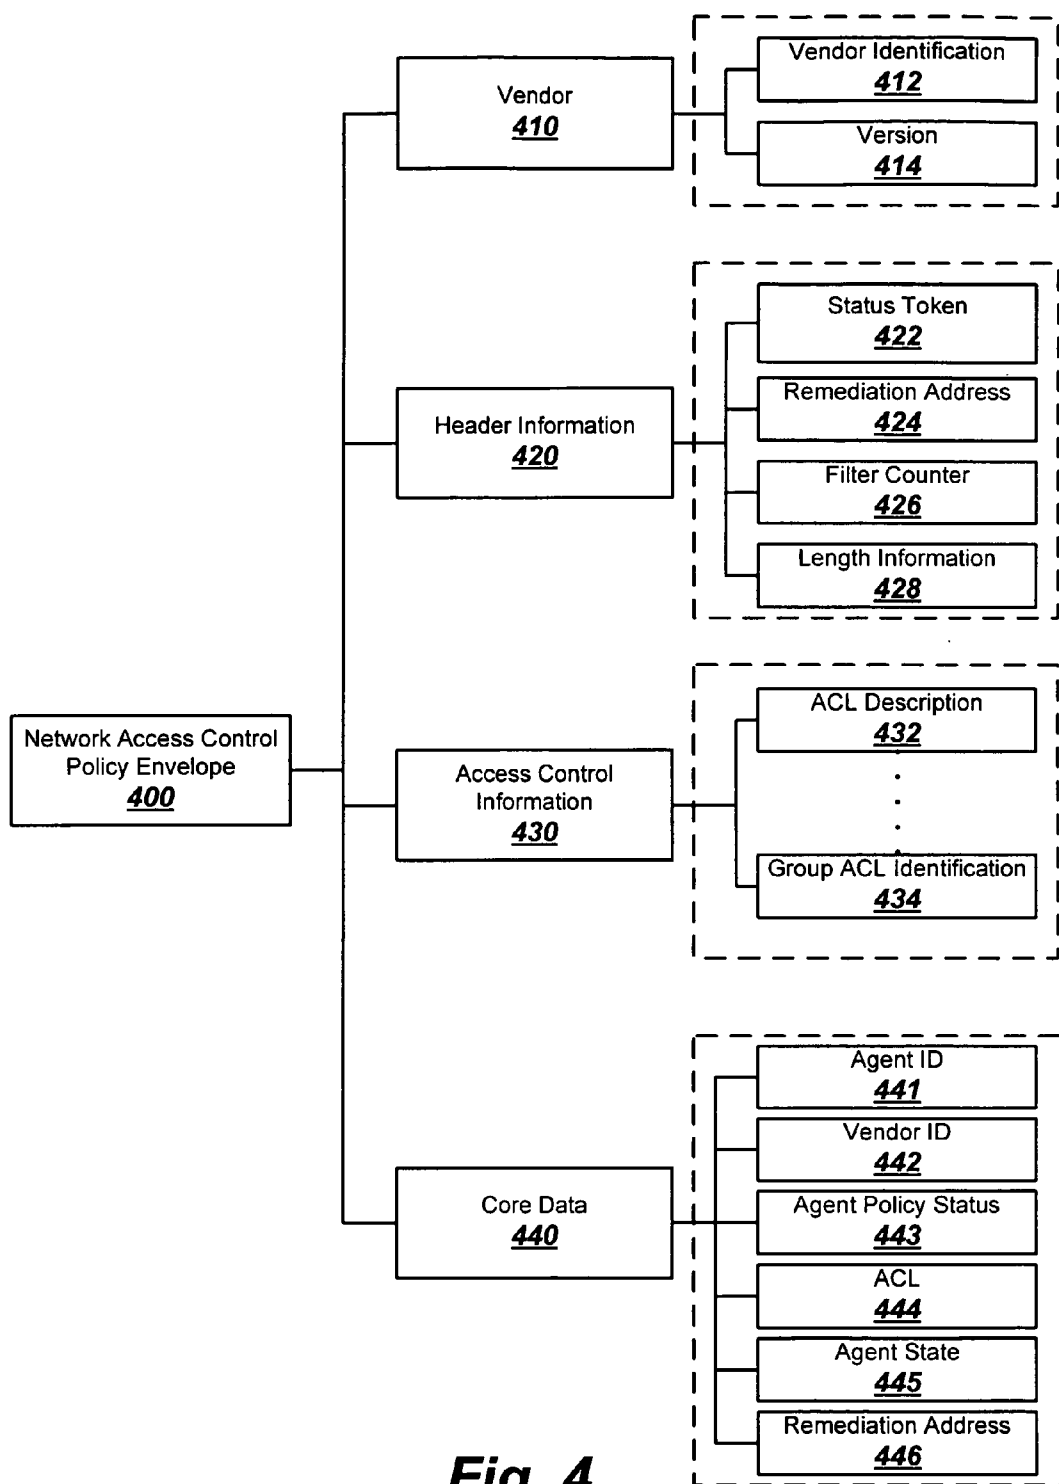 Network Access Control
Policy Envelope
400
Vendor
410
Vendor Identification
412
Version
414
Header Information
420
Status Token
422
Remediation Address
424
Filter Counter
426
Length Information
428
Access Control
Information
430
ACL Description
432
Group ACL Identification
434
Core Data
440
Agent ID
441
Vendor ID
442
Agent Policy Status
443
ACL
444
Agent State
445
Remediation Address
446
Fig. 4